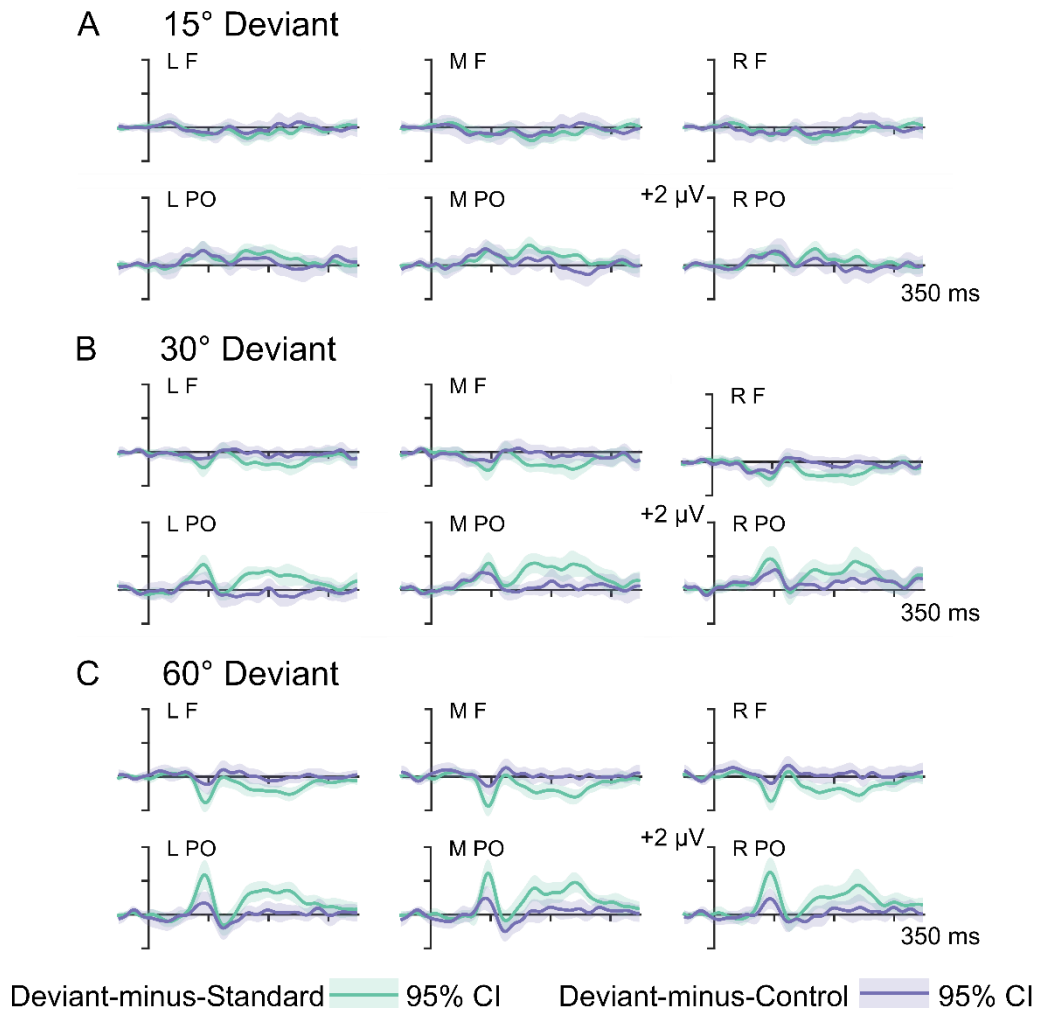 A 15° Deviant
L F M F R F
L PO M PO +2 µV R PO
350 ms
B 30° Deviant
L F M F R F
L PO M PO +2 µV R PO
350 ms
C 60° Deviant
L F M F R F
L PO M PO +2 µV R PO
350 ms
Deviant-minus-Standard 95% CI Deviant-minus-Control 95% CI